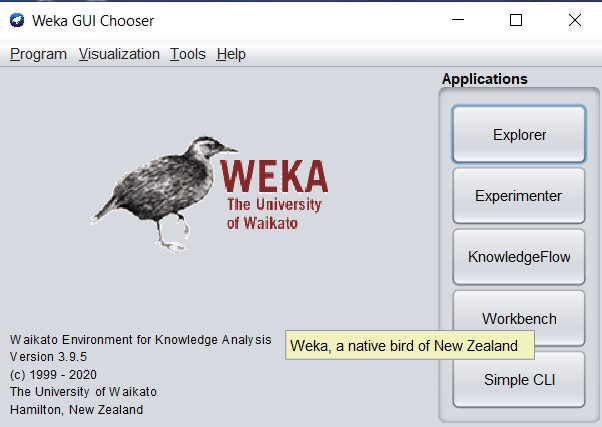 Weka GUI Chooser
Program Visualization Tools Help
Applications
Explorer
Experimenter
KnowledgeFlow
Workbench
Simple CLI
WEKA
The University
of Waikato
Waikato Environment for Knowledge Analysis
Version 3.9.5
(c) 1999 - 2020
The University of Waikato
Hamilton, New Zealand
Weka, a native bird of New Zealand